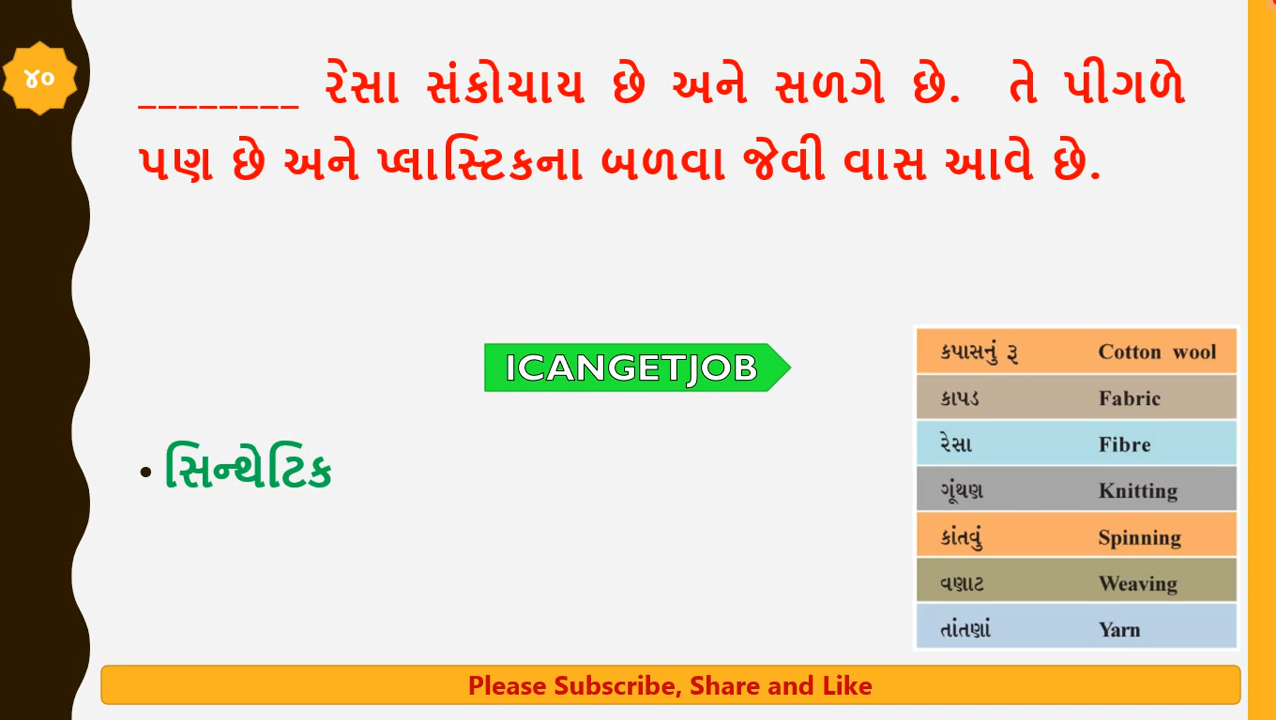 ૪૦
________ રેસા સંકોચાય છે અને સળગે છે. તે પીગળે
પણ છે અને પ્લાસ્ટિકના બળવા જેવી વાસ આવે છે.
ICANGETJOB
• સિન્થેટિક
કપાસનું રૂ Cotton wool
કાપડ Fabric
રેસા Fibre
ગૂંથણ Knitting
કાંતવું Spinning
વણાટ Weaving
તાંતણાં Yarn
Please Subscribe, Share and Like